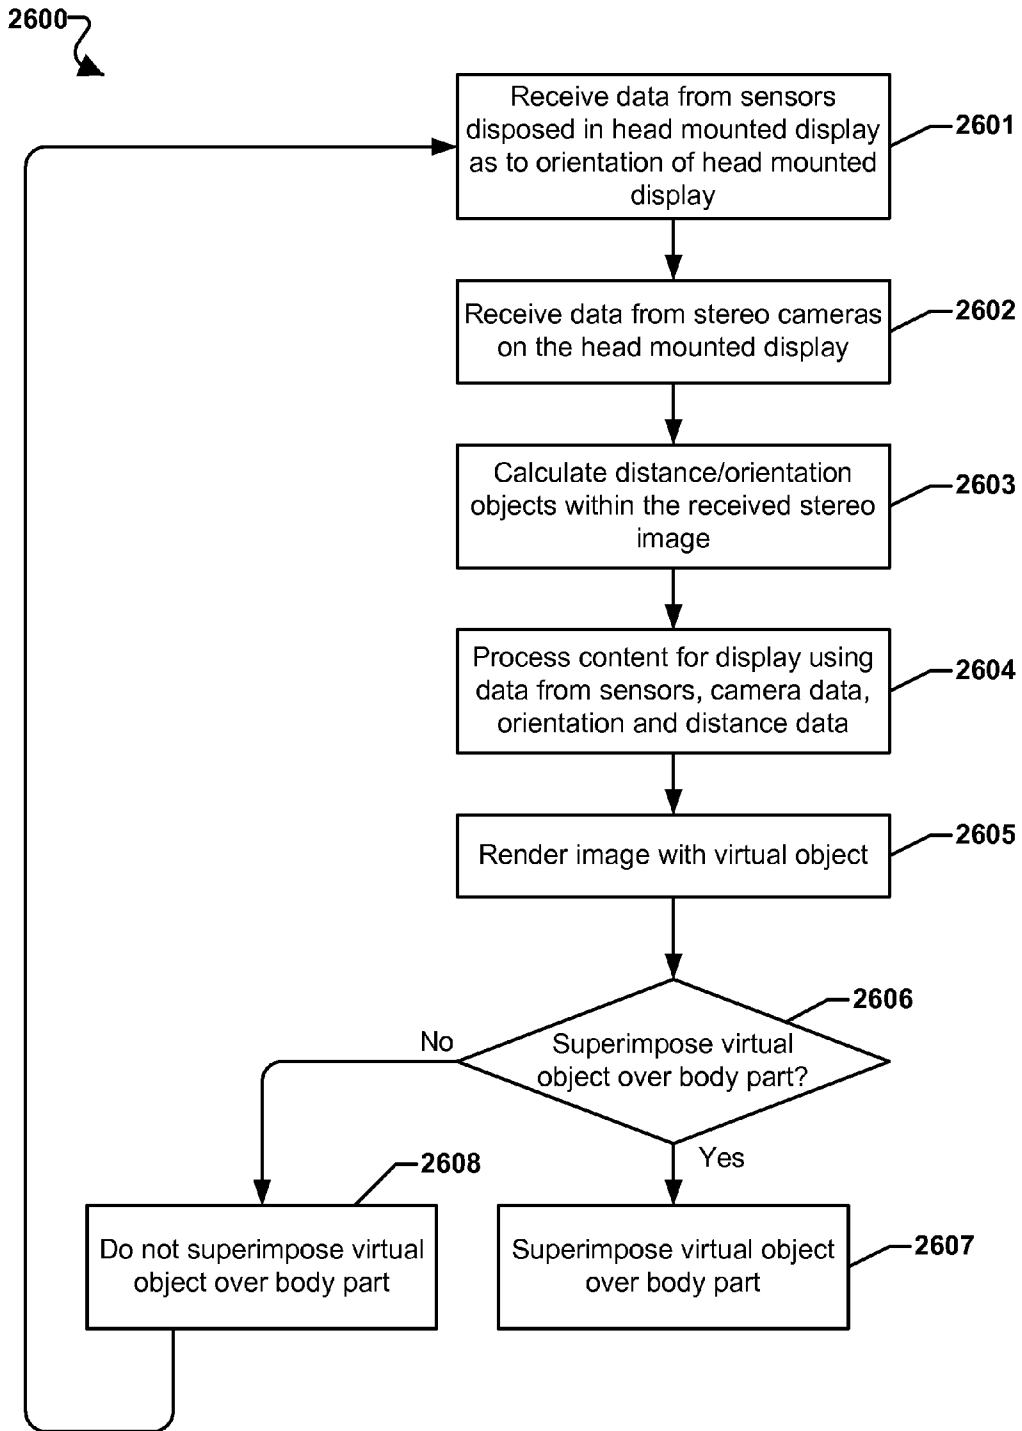 2600
Receive data from sensors
disposed in head mounted display
as to orientation of head mounted
display
2601
Receive data from stereo cameras
on the head mounted display
2602
Calculate distance/orientation
objects within the received stereo
image
2603
Process content for display using
data from sensors, camera data,
orientation and distance data
2604
Render image with virtual object
2605
Superimpose virtual
object over body part?
2606
No
Yes
Do not superimpose virtual
object over body part
2608
Superimpose virtual object
over body part
2607